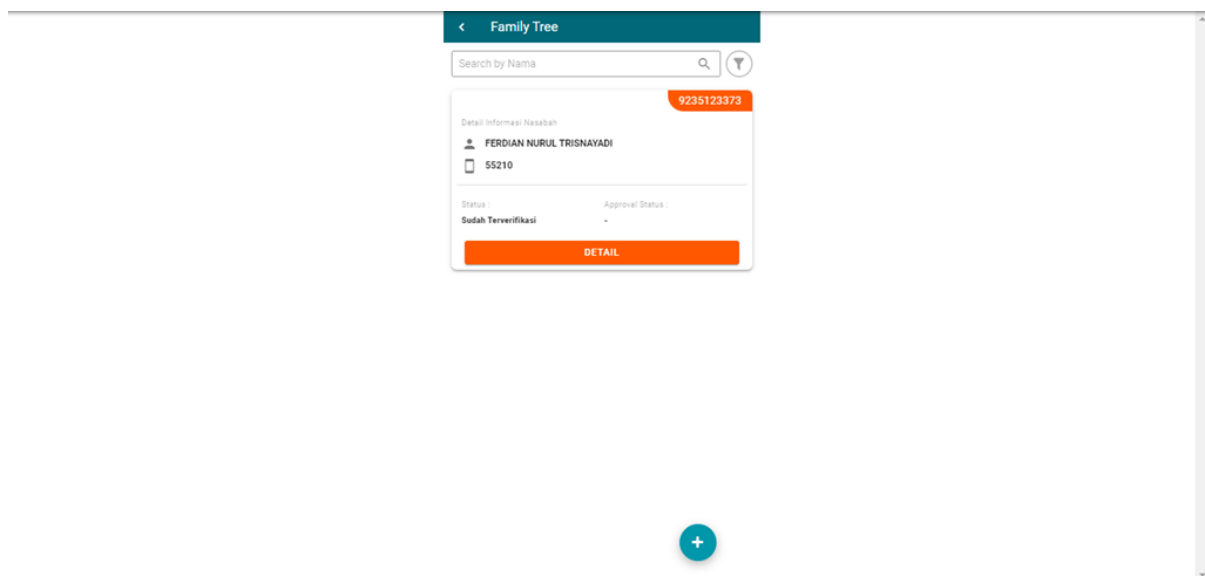 Family Tree
Search by Nama
9235123373
Detail Informasi Nasabah
FERDIAN NURUL TRISNAYADI
55210
Status : Approval Status :
Sudah Terverifikasi -
DETAIL
+